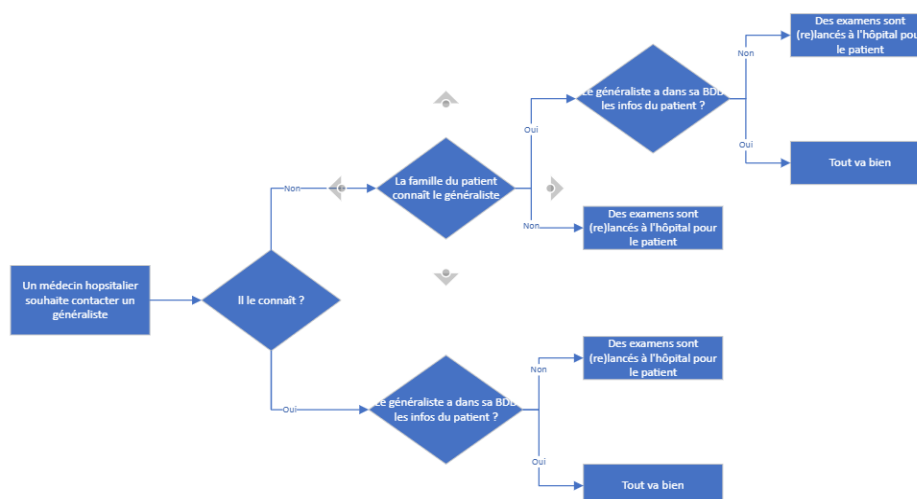 Des examens sont
(re)lancés à l'hôpital pour
le patient
Non
Le généraliste a dans sa BDD
les infos du patient ?
Oui
Oui
Tout va bien
La famille du patient
connaît le généraliste
Non
Non
Des examens sont
(re)lancés à l'hôpital pour
le patient
Un médecin hopsitalier
souhaite contacter un
généraliste
Il le connaît ?
Des examens sont
(re)lancés à l'hôpital pour
le patient
Non
Le généraliste a dans sa BDD
les infos du patient ?
Oui
Oui
Tout va bien